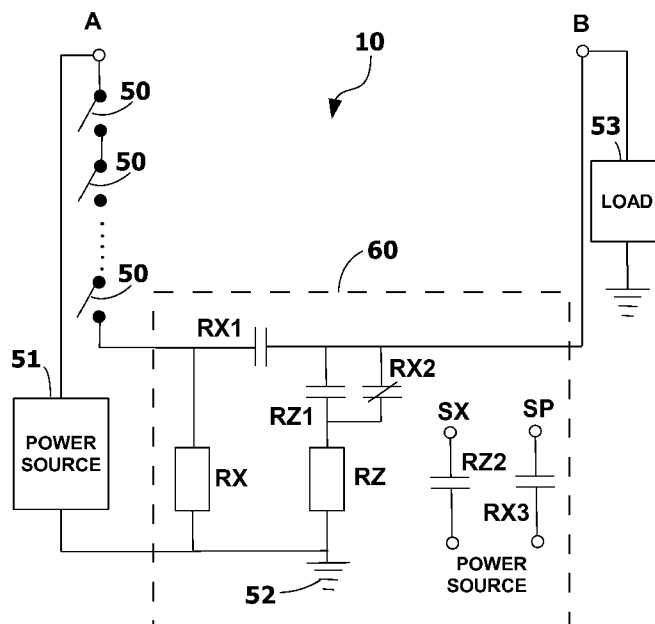 A
B
10
50
53
50
LOAD
60
50
RX1
51
RX2
RZ1
SX
SP
POWER
SOURCE
RX
RZ
RZ2
RX3
POWER
SOURCE
52